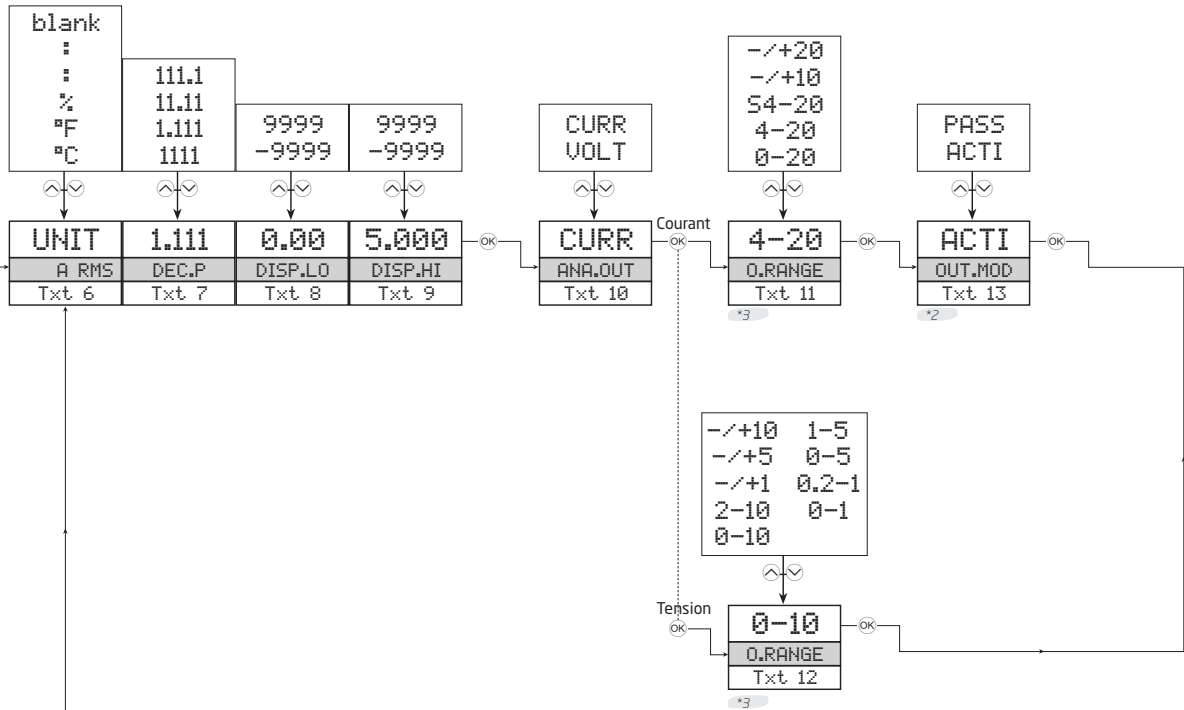 blank
:
:
%
°F
°C
111.1
11.11
1.111
1111
9999
-9999
9999
-9999
CURR
VOLT
-/+20
-/+10
S4-20
4-20
0-20
PASS
ACTI
UNIT
A RMS
Txt 6
1.111
DEC.P
Txt 7
0.00
DISP.LO
Txt 8
5.000
DISP.HI
Txt 9
OK
CURR
ANA.OUT
Txt 10
Courant
OK
4-20
O.RANGE
Txt 11
*3
OK
ACTI
OUT.MOD
Txt 13
*2
OK
-/+10 1-5
-/+5 0-5
-/+1 0.2-1
2-10 0-1
0-10
Tension
OK
0-10
O.RANGE
Txt 12
*3
OK